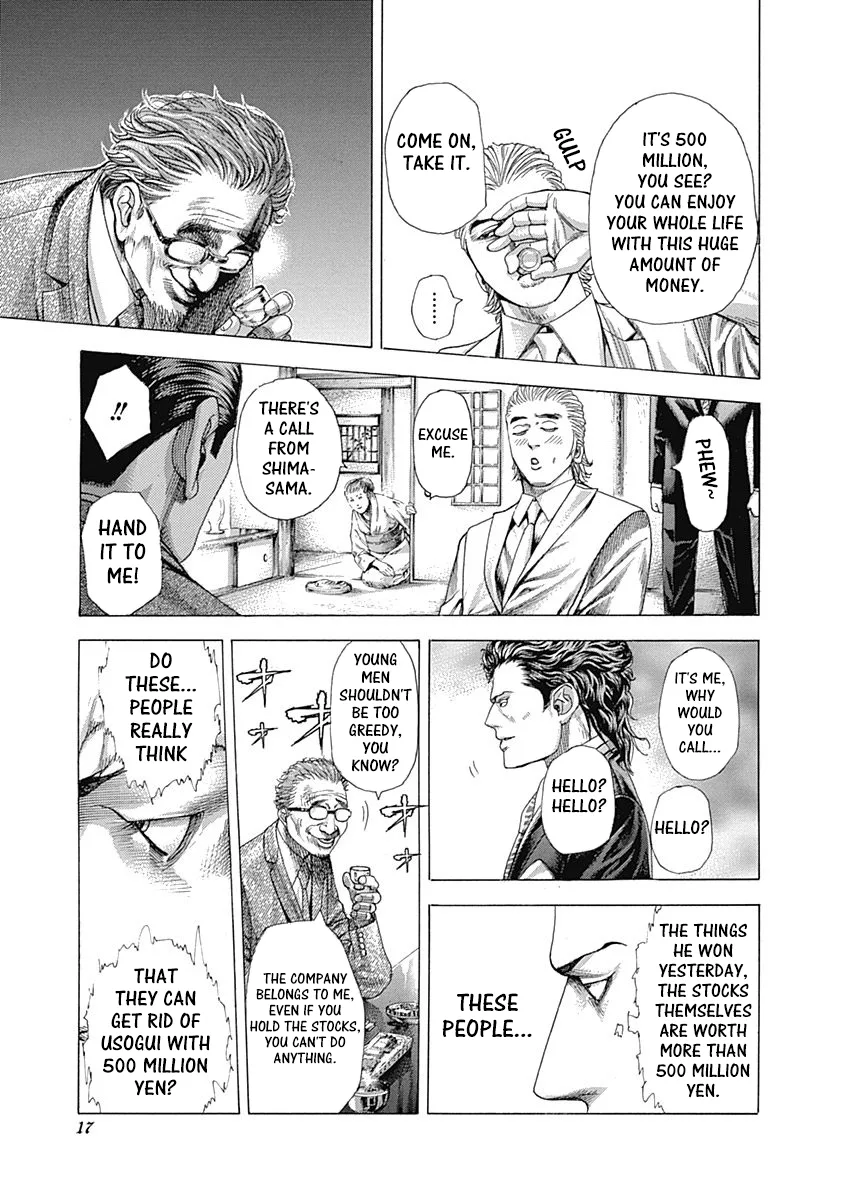 IT'S 500
MILLION,
YOU SEE?
YOU CAN ENJOY
YOUR WHOLE LIFE
WITH THIS HUGE
AMOUNT OF
MONEY.
GULP
COME ON,
TAKE IT.
......
PHEW~
EXCUSE
ME.
THERE'S
A CALL
FROM
SHIMA-
SAMA.
!!
HAND
IT TO
ME!
IT'S ME,
WHY
WOULD
YOU
CALL...
HELLO?
HELLO?
HELLO?
YOUNG
MEN
SHOULDN'T
BE TOO
GREEDY,
YOU
KNOW?
オ
オ
オ
オ
オ
THE COMPANY
BELONGS TO ME,
EVEN IF YOU
HOLD THE STOCKS,
YOU CAN'T DO
ANYTHING.
DO
THESE...
PEOPLE
REALLY
THINK
THAT
THEY CAN
GET RID OF
USOGUI WITH
500 MILLION
YEN?
THE THINGS
HE WON
YESTERDAY,
THE STOCKS
THEMSELVES
ARE WORTH
MORE THAN
500 MILLION
YEN.
THESE
PEOPLE...
17